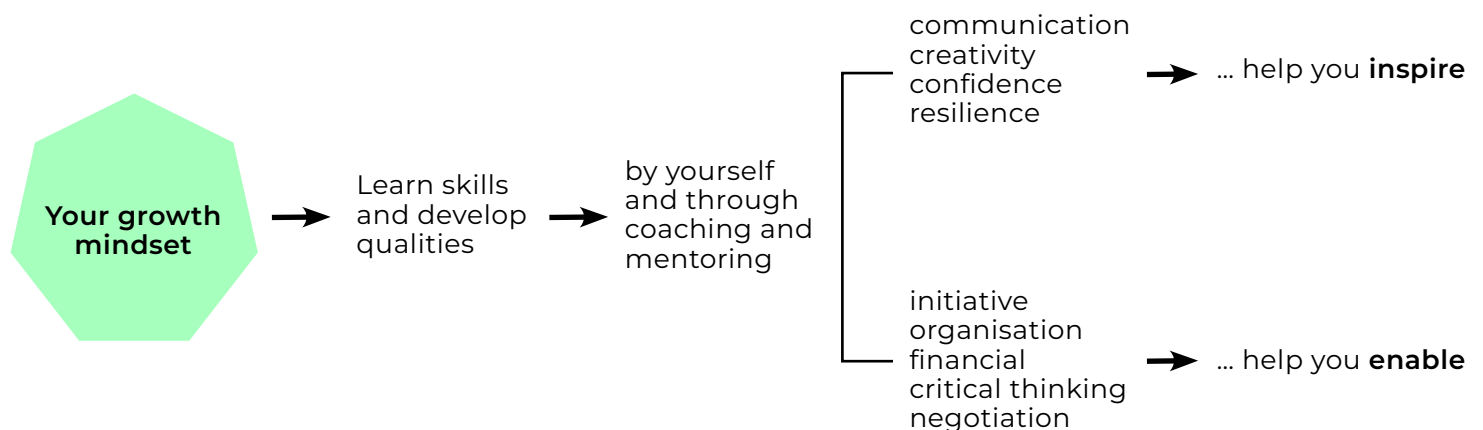 Your growth
mindset
Learn skills
and develop
qualities
by yourself
and through
coaching and
mentoring
communication
creativity
confidence
resilience
... help you inspire
initiative
organisation
financial
critical thinking
negotiation
... help you enable